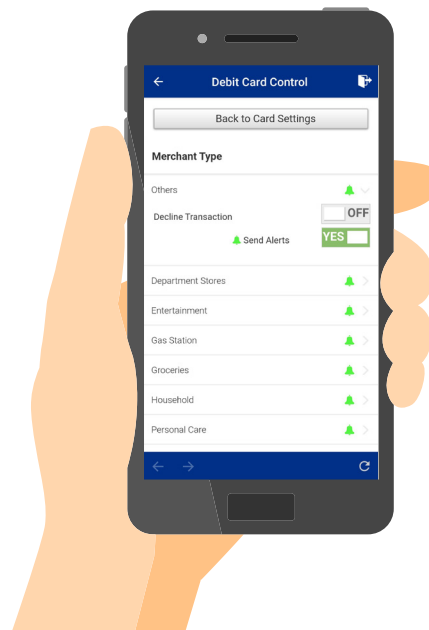 Debit Card Control
Back to Card Settings
Merchant Type
Others
Decline Transaction OFF
Send Alerts YES
Department Stores
Entertainment
Gas Station
Groceries
Household
Personal Care